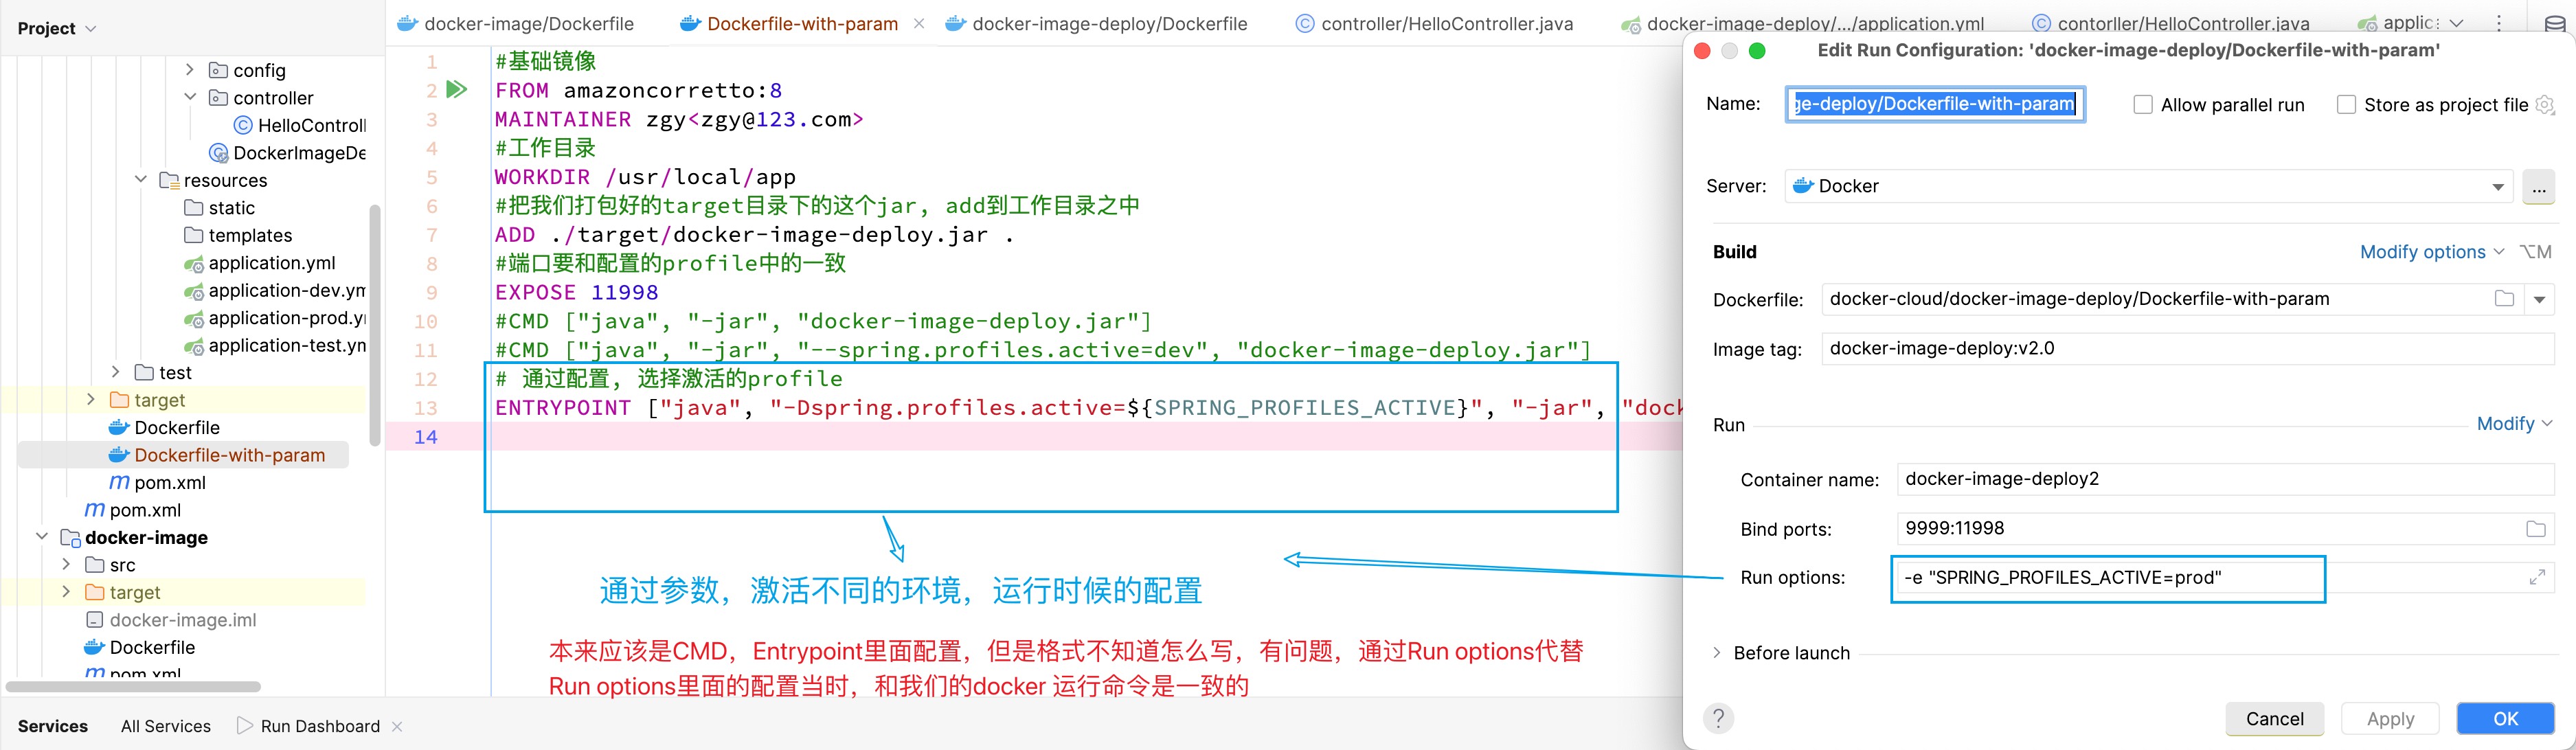 Project
config
controller
HelloControll
DockerImageDe
resources
static
templates
application.yml
application-dev.ym
application-prod.y
application-test.ym
test
target
Dockerfile
Dockerfile-with-param
pom.xml
pom.xml
docker-image
src
target
docker-image.iml
Dockerfile
pom.xml
docker-image/Dockerfile
Dockerfile-with-param
docker-image-deploy/Dockerfile
controller/HelloController.java
docker-image-deploy/.../application.yml
contorller/HelloController.java
applic
1 #基础镜像
2 FROM amazoncorretto:8
3 MAINTAINER zgy<zgy@123.com>
4 #工作目录
5 WORKDIR /usr/local/app
6 #把我们打包好的target目录下的这个jar, add到工作目录之中
7 ADD ./target/docker-image-deploy.jar .
8 #端口要和配置的profile中的一致
9 EXPOSE 11998
10 #CMD ["java", "-jar", "docker-image-deploy.jar"]
11 #CMD ["java", "-jar", "--spring.profiles.active=dev", "docker-image-deploy.jar"]
12 # 通过配置, 选择激活的profile
13 ENTRYPOINT ["java", "-Dspring.profiles.active=${SPRING_PROFILES_ACTIVE}", "-jar", "dock
14
通过参数，激活不同的环境，运行时候的配置
本来应该是CMD，Entrypoint里面配置，但是格式不知道怎么写，有问题，通过Run options代替
Run options里面的配置当时，和我们的docker 运行命令是一致的
Edit Run Configuration: 'docker-image-deploy/Dockerfile-with-param'
Name: ge-deploy/Dockerfile-with-param
Allow parallel run
Store as project file
Server: Docker
...
Build
Modify options ⌥M
Dockerfile: docker-cloud/docker-image-deploy/Dockerfile-with-param
Image tag: docker-image-deploy:v2.0
Run
Modify
Container name: docker-image-deploy2
Bind ports: 9999:11998
Run options: -e "SPRING_PROFILES_ACTIVE=prod"
Before launch
?
Cancel
Apply
OK
Services
All Services
Run Dashboard